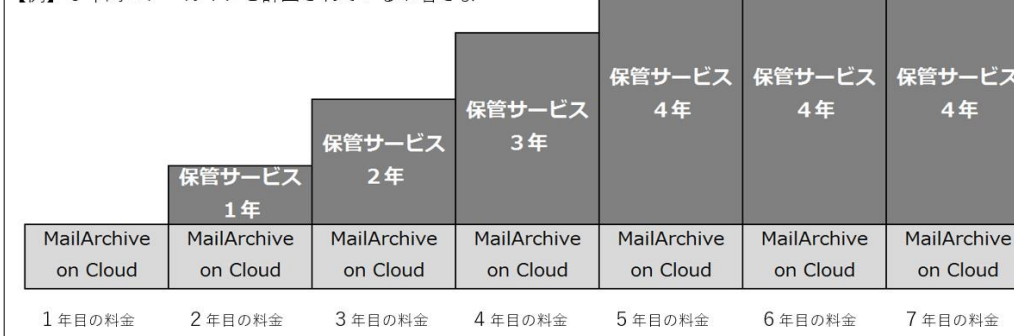 保管サービス 保管サービス 保管サービス
4年 4年 4年
保管サービス
3年
保管サービス
2年
保管サービス
1年
MailArchive MailArchive MailArchive MailArchive MailArchive MailArchive MailArchive
on Cloud on Cloud on Cloud on Cloud on Cloud on Cloud on Cloud
1年目の料金 2年目の料金 3年目の料金 4年目の料金 5年目の料金 6年目の料金 7年目の料金